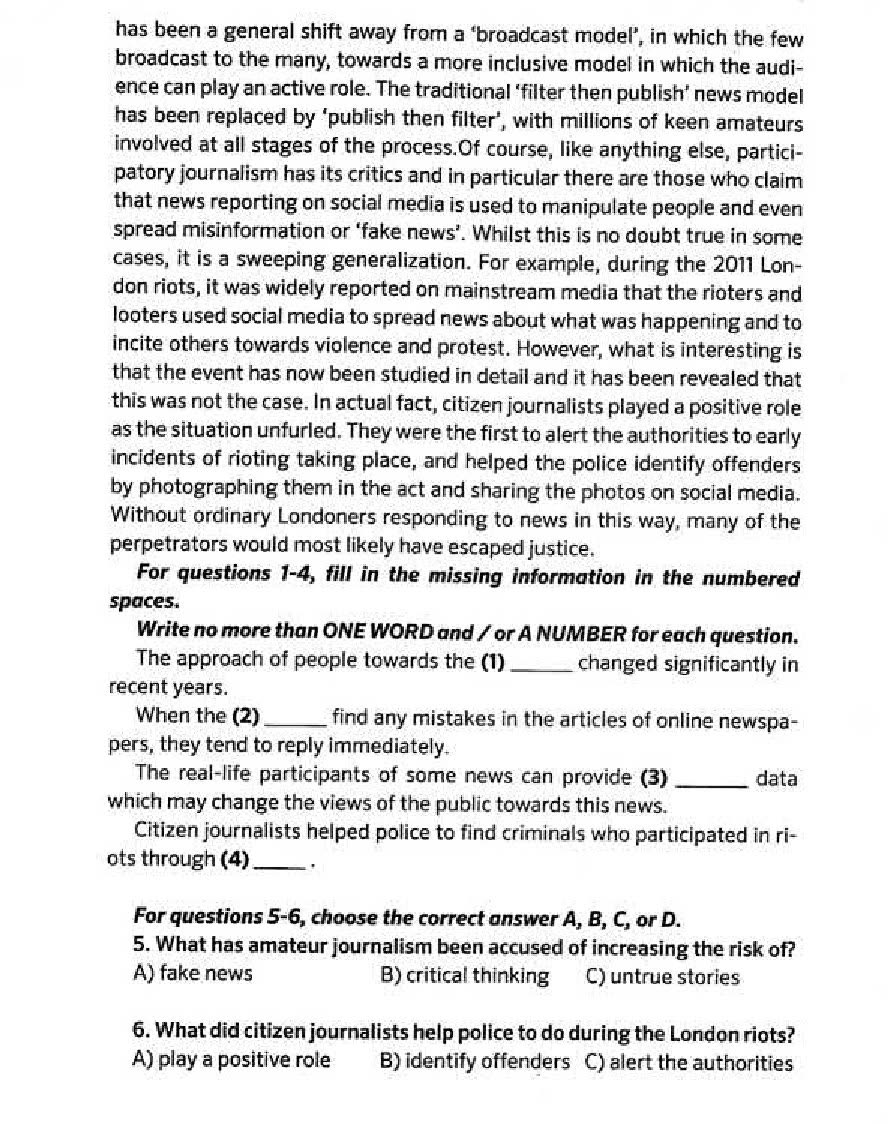 has been a general shift away from a ‘broadcast model’, in which the few
broadcast to the many, towards a more inclusive model in which the audi-
ence can play an active role. The traditional ‘filter then publish’ news model
has been replaced by ‘publish then filter’, with millions of keen amateurs
involved at all stages of the process.Of course, like anything else, partici-
patory journalism has its critics and in particular there are those who claim
that news reporting on social media is used to manipulate people and even
spread misinformation or ‘fake news’. Whilst this is no doubt true in some
cases, it is a sweeping generalization. For example, during the 2011 Lon-
don riots, it was widely reported on mainstream media that the rioters and
looters used social media to spread news about what was happening and to
incite others towards violence and protest. However, what is interesting is
that the event has now been studied in detail and it has been revealed that
this was not the case. In actual fact, citizen journalists played a positive role
as the situation unfurled. They were the first to alert the authorities to early
incidents of rioting taking place, and helped the police identify offenders
by photographing them in the act and sharing the photos on social media.
Without ordinary Londoners responding to news in this way, many of the
perpetrators would most likely have escaped justice.
For questions 1-4, fill in the missing information in the numbered
spaces.
Write no more than ONE WORD and / or A NUMBER for each question.
The approach of people towards the (1) _____ changed significantly in
recent years.
When the (2) _____ find any mistakes in the articles of online newspa-
pers, they tend to reply immediately.
The real-life participants of some news can provide (3) ______ data
which may change the views of the public towards this news.
Citizen journalists helped police to find criminals who participated in ri-
ots through (4) ____ .
For questions 5-6, choose the correct answer A, B, C, or D.
5. What has amateur journalism been accused of increasing the risk of?
A) fake news B) critical thinking C) untrue stories
6. What did citizen journalists help police to do during the London riots?
A) play a positive role B) identify offenders C) alert the authorities